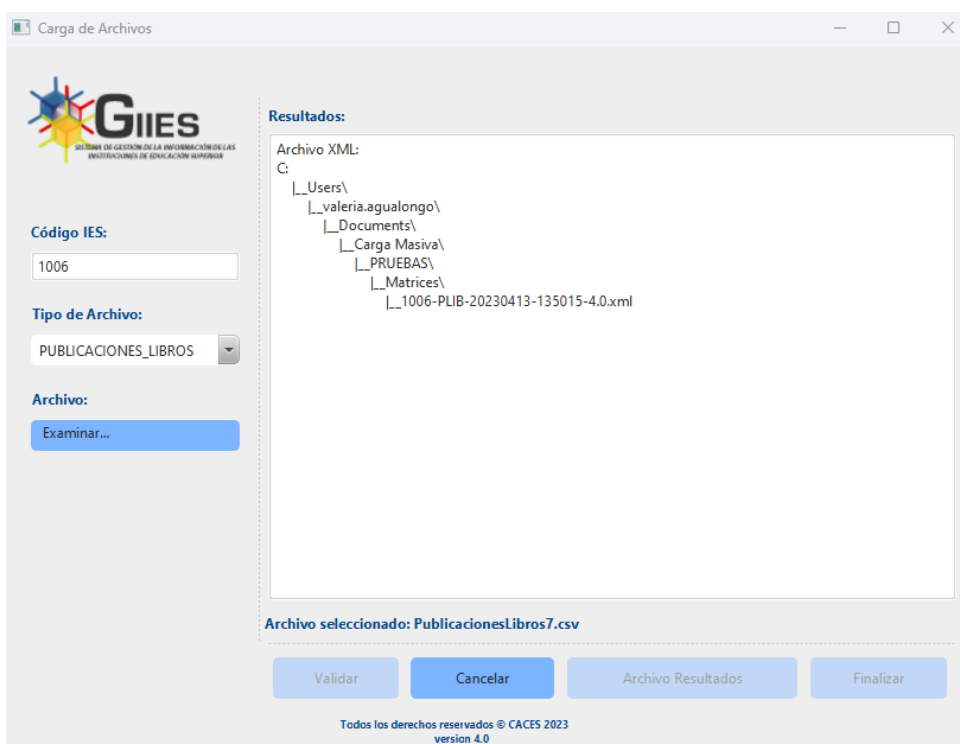 Carga de Archivos
GIIES
SISTEMA DE GESTIÓN DE LA INFORMACIÓN DE LAS
INSTITUCIONES DE EDUCACIÓN SUPERIOR
Código IES:
1006
Tipo de Archivo:
PUBLICACIONES_LIBROS
Archivo:
Examinar...
Resultados:
Archivo XML:
C:
|__Users\
|__valeria.agualongo\
|__Documents\
|__Carga Masiva\
|__PRUEBAS\
|__Matrices\
|__1006-PLIB-20230413-135015-4.0.xml
Archivo seleccionado: PublicacionesLibros7.csv
Validar
Cancelar
Archivo Resultados
Finalizar
Todos los derechos reservados © CACES 2023
version 4.0